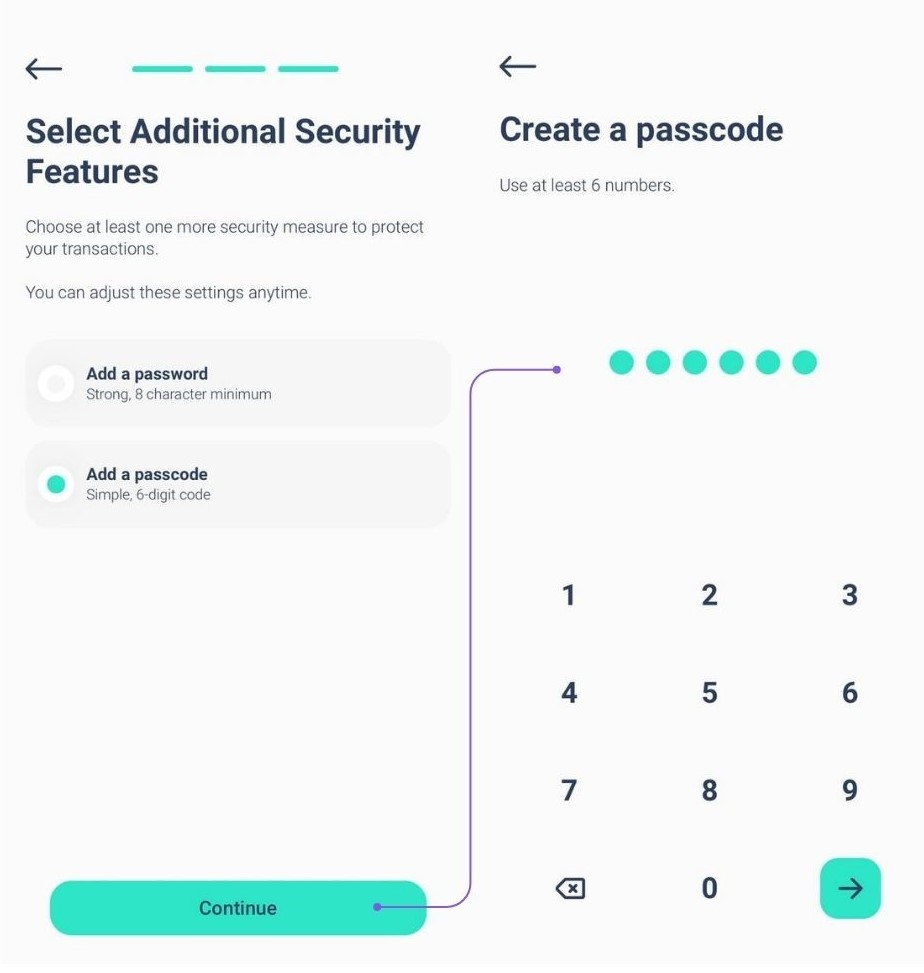 Select Additional Security
Features
Choose at least one more security measure to protect
your transactions.
You can adjust these settings anytime.
Add a password
Strong, 8 character minimum
Add a passcode
Simple, 6-digit code
Continue
Create a passcode
Use at least 6 numbers.
1 2 3
4 5 6
7 8 9
0